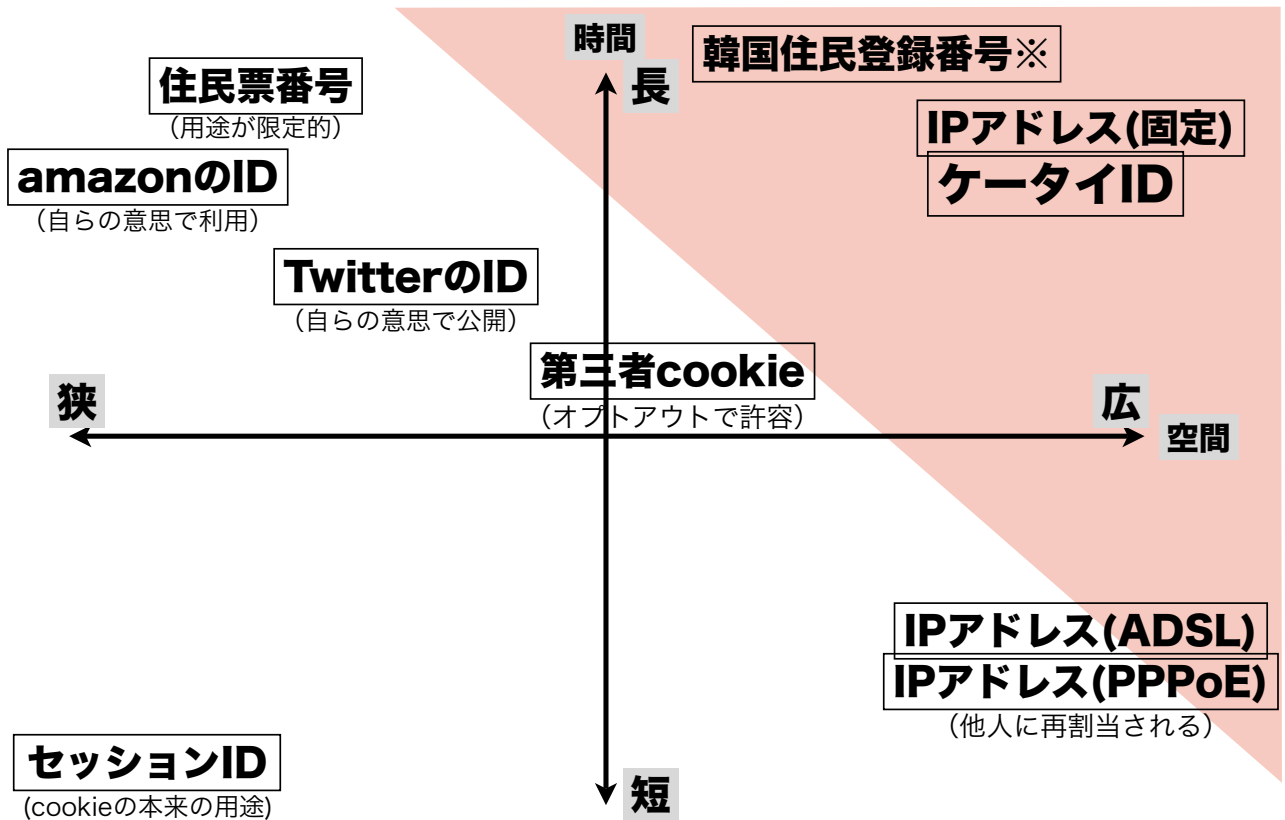 時間
長
韓国住民登録番号※
住民票番号
（用途が限定的）
IPアドレス(固定)
ケータイID
amazonのID
（自らの意思で利用）
TwitterのID
（自らの意思で公開）
第三者cookie
（オプトアウトで許容）
狭
広
空間
IPアドレス(ADSL)
IPアドレス(PPPoE)
（他人に再割当される）
セッションID
(cookieの本来の用途)
短